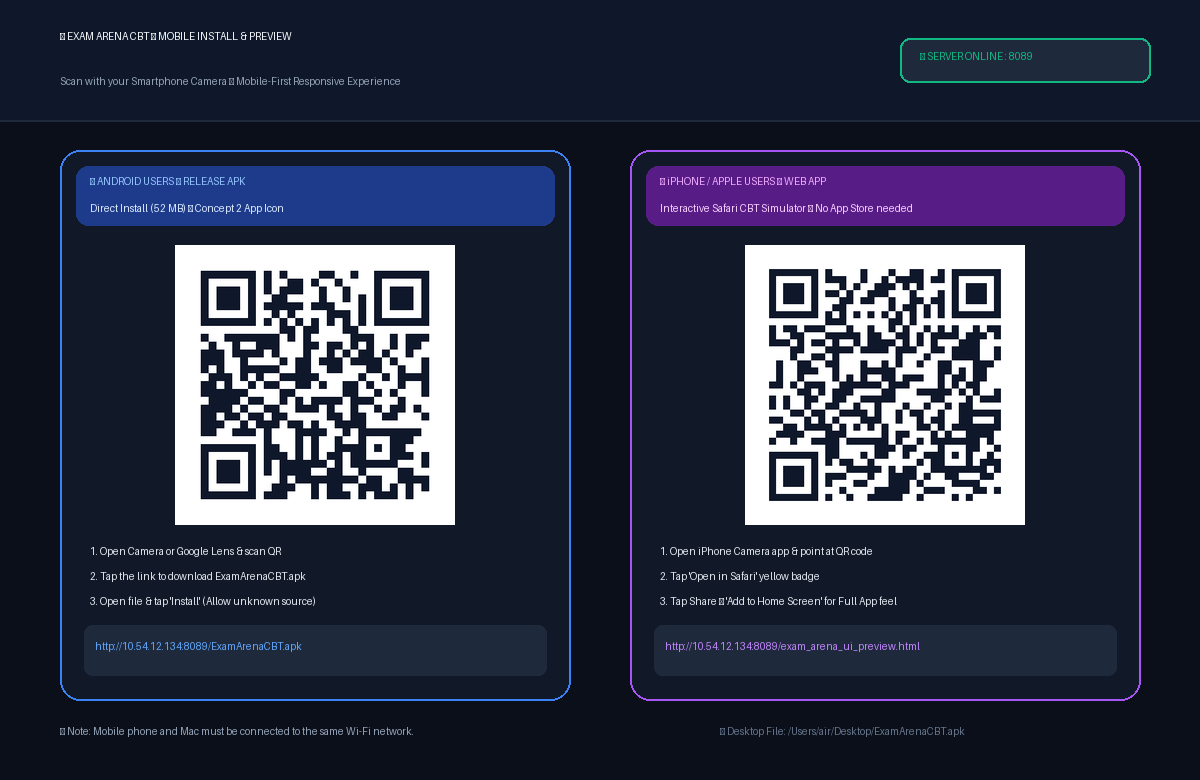 EXAM ARENA CBT MOBILE INSTALL & PREVIEW
Scan with your Smartphone Camera Mobile-First Responsive Experience
SERVER ONLINE : 8089
ANDROID USERS RELEASE APK
Direct Install (52 MB) Concept 2 App Icon
1. Open Camera or Google Lens & scan QR
2. Tap the link to download ExamArenaCBT.apk
3. Open file & tap 'Install' (Allow unknown source)
http://10.54.12.134:8089/ExamArenaCBT.apk
iPHONE / APPLE USERS WEB APP
Interactive Safari CBT Simulator No App Store needed
1. Open iPhone Camera app & point at QR code
2. Tap 'Open in Safari' yellow badge
3. Tap Share 'Add to Home Screen' for Full App feel
http://10.54.12.134:8089/exam_arena_ui_preview.html
Note: Mobile phone and Mac must be connected to the same Wi-Fi network.
Desktop File: /Users/air/Desktop/ExamArenaCBT.apk